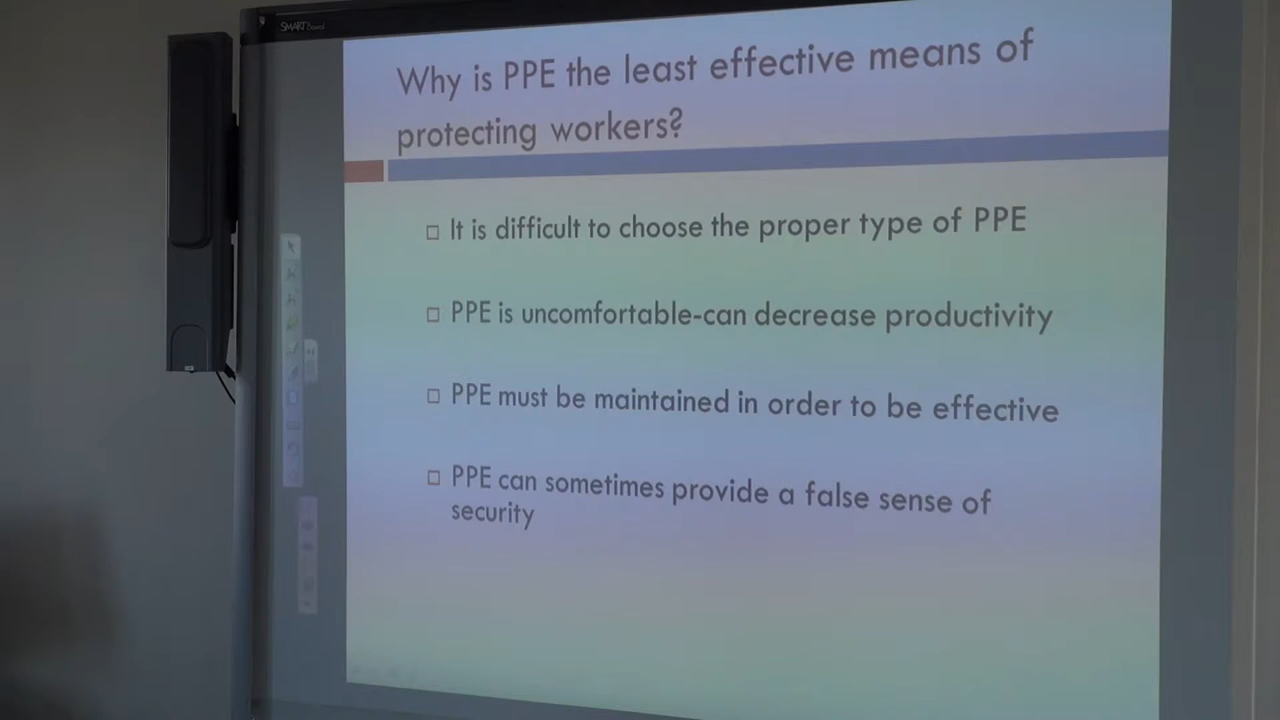 SMART Board
Why is PPE the least effective means of
protecting workers?
It is difficult to choose the proper type of PPE
PPE is uncomfortable-can decrease productivity
PPE must be maintained in order to be effective
PPE can sometimes provide a false sense of
security